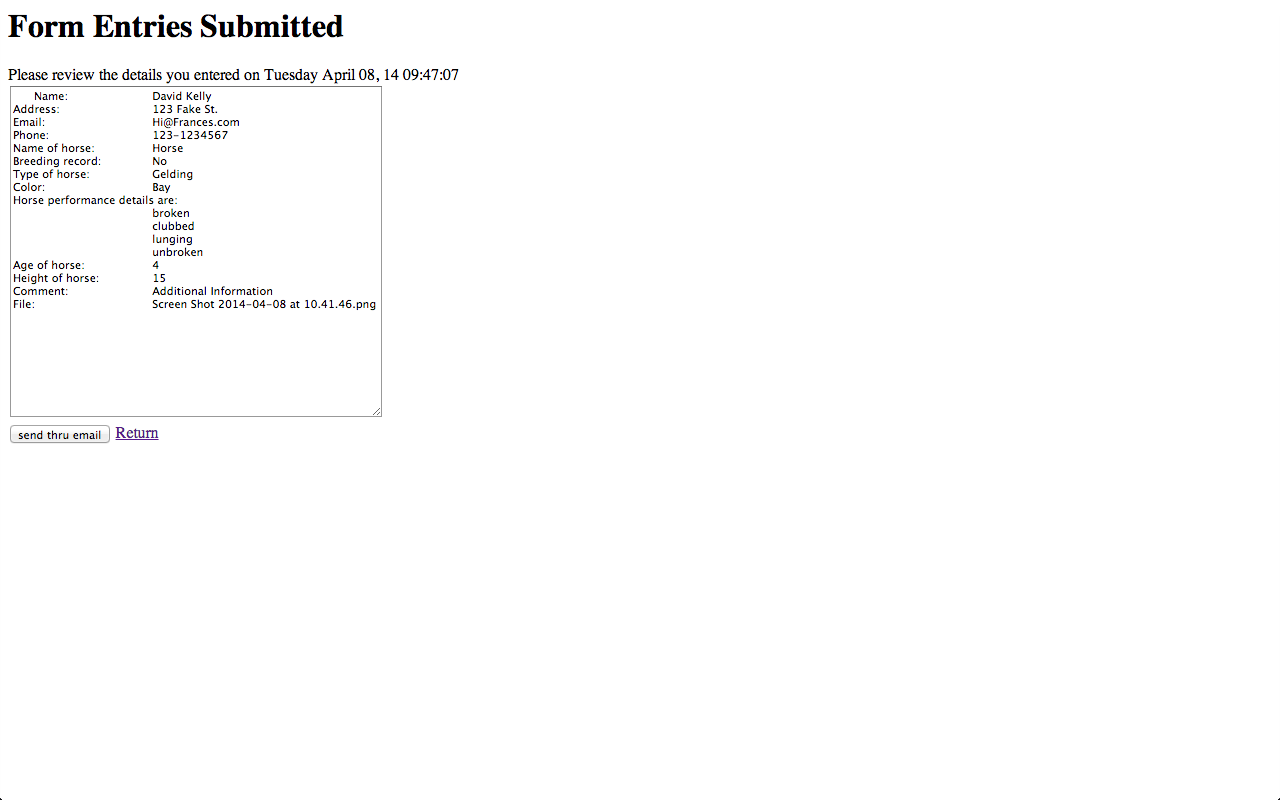 Form Entries Submitted
Please review the details you entered on Tuesday April 08, 14 09:47:07
Name: David Kelly
Address: 123 Fake St.
Email: Hi@Frances.com
Phone: 123-1234567
Name of horse: Horse
Breeding record: No
Type of horse: Gelding
Color: Bay
Horse performance details are:
broken
clubbed
lunging
unbroken
Age of horse: 4
Height of horse: 15
Comment: Additional Information
File: Screen Shot 2014-04-08 at 10.41.46.png
send thru email Return